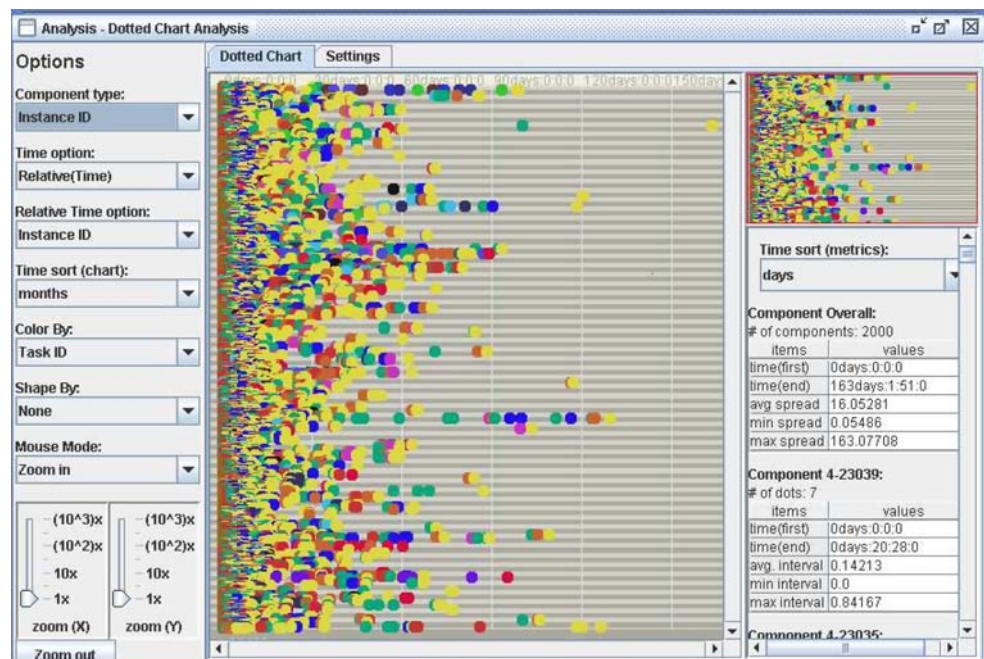 Analysis - Dotted Chart Analysis
Options
Component type:
Instance ID
Time option:
Relative(Time)
Relative Time option:
Instance ID
Time sort (chart):
months
Color By:
Task ID
Shape By:
None
Mouse Mode:
Zoom in
(10^3)x (10^3)x
(10^2)x (10^2)x
10x 10x
1x 1x
zoom (X) zoom (Y)
Zoom out
Dotted Chart Settings
60days:0:0:0 90days:0:0:0 120days:0:0:0 150day
Time sort (metrics):
days
Component Overall:
# of components: 2000
items values
time(first) 0days:0:0:0
time(end) 163days:1:51:0
avg spread 16.05281
min spread 0.05486
max spread 163.07708
Component 4-23039:
# of dots: 7
items values
time(first) 0days:0:0:0
time(end) 0days:20:28:0
avg. interval 0.14213
min interval 0.0
max interval 0.84167
Component 4-23035: